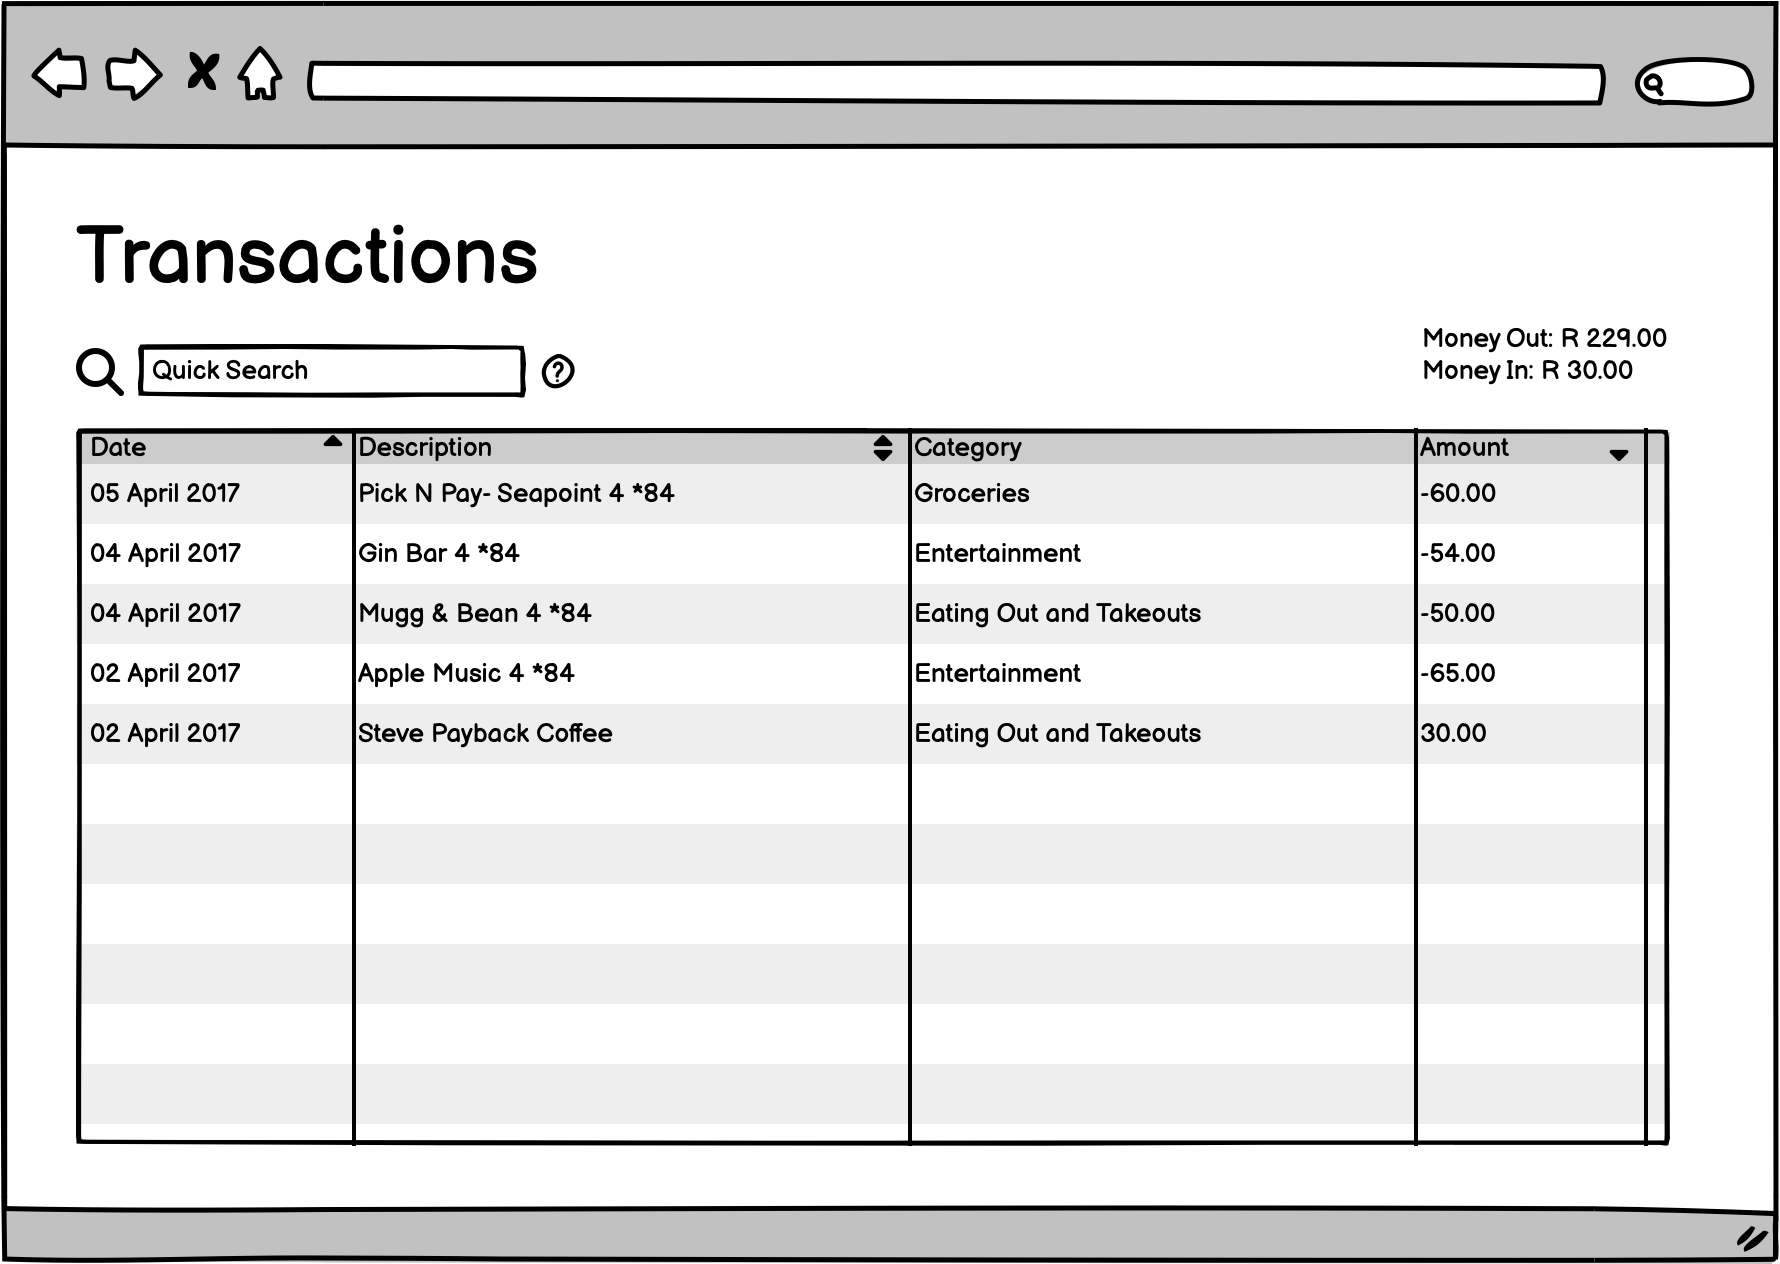 Transactions
Quick Search
Money Out: R 229.00
Money In: R 30.00
Date Description Category Amount
05 April 2017 Pick N Pay- Seapoint 4 *84 Groceries -60.00
04 April 2017 Gin Bar 4 *84 Entertainment -54.00
04 April 2017 Mugg & Bean 4 *84 Eating Out and Takeouts -50.00
02 April 2017 Apple Music 4 *84 Entertainment -65.00
02 April 2017 Steve Payback Coffee Eating Out and Takeouts 30.00